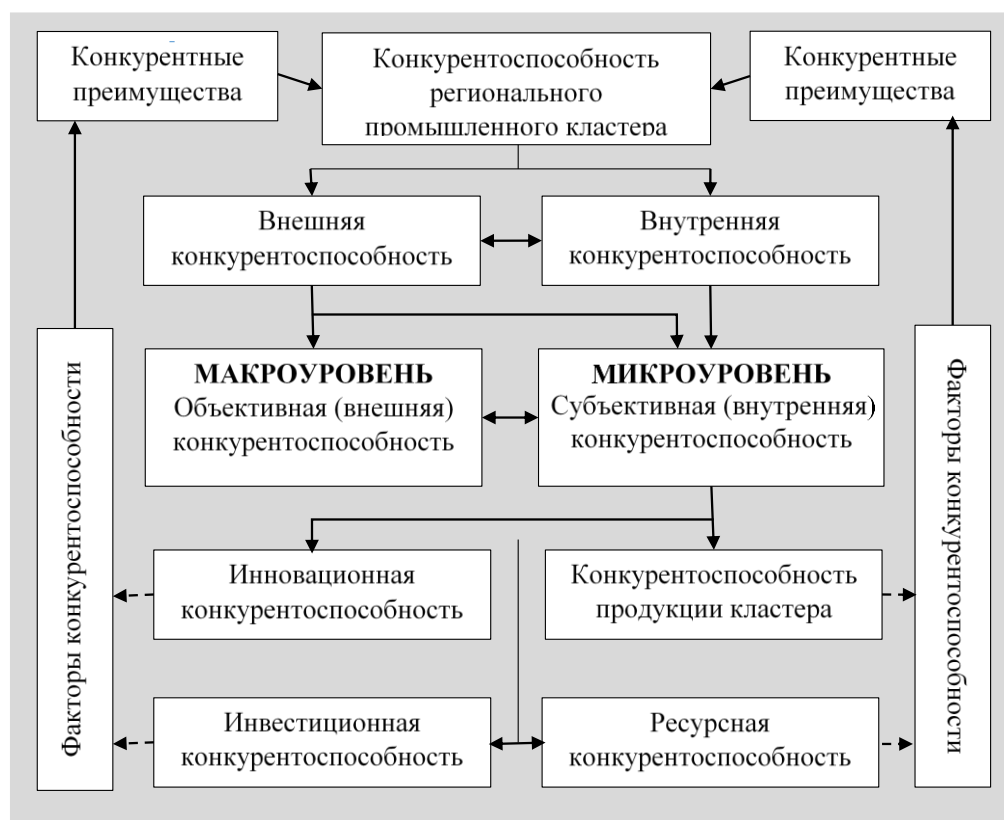 Конкурентные
преимущества
Конкурентоспособность
регионального
промышленного кластера
Конкурентные
преимущества
Внешняя
конкурентоспособность
Внутренняя
конкурентоспособность
МАКРОУРОВЕНЬ
Объективная (внешняя)
конкурентоспособность
МИКРОУРОВЕНЬ
Субъективная (внутренняя)
конкурентоспособность
Факторы конкурентоспособности
Факторы конкурентоспособности
Инновационная
конкурентоспособность
Конкурентоспособность
продукции кластера
Инвестиционная
конкурентоспособность
Ресурсная
конкурентоспособность